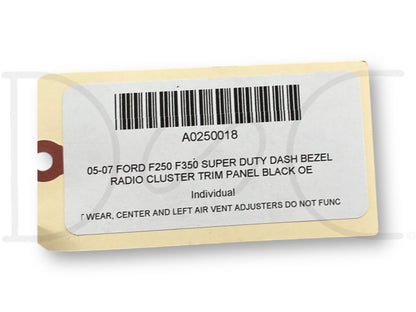 A0250018
05-07 FORD F250 F350 SUPER DUTY DASH BEZEL
RADIO CLUSTER TRIM PANEL BLACK OE
Individual
WEAR, CENTER AND LEFT AIR VENT ADJUSTERS DO NOT FUNC